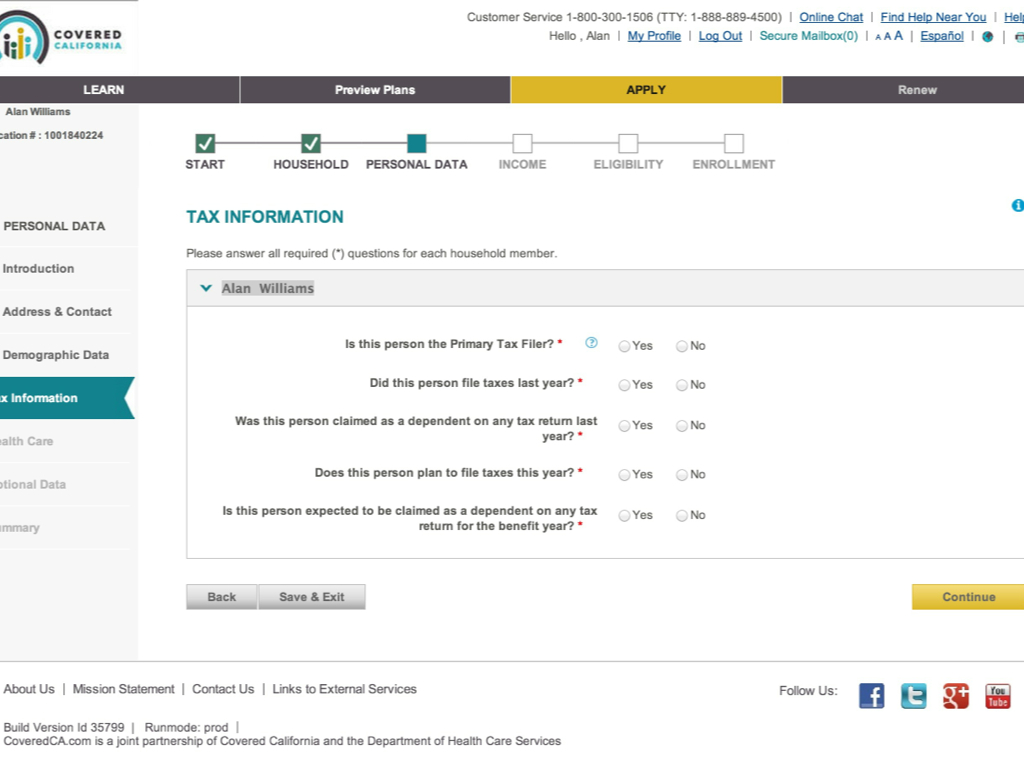 COVERED
CALIFORNIA
Customer Service 1-800-300-1506 (TTY: 1-888-889-4500) | Online Chat | Find Help Near You | Help
Hello , Alan | My Profile | Log Out | Secure Mailbox(0) | A A A | Español |
LEARN
Preview Plans
APPLY
Renew
Alan Williams
cation # : 1001840224
START
HOUSEHOLD
PERSONAL DATA
INCOME
ELIGIBILITY
ENROLLMENT
PERSONAL DATA
Introduction
Address & Contact
Demographic Data
x Information
ealth Care
otional Data
mmary
TAX INFORMATION
Please answer all required (*) questions for each household member.
Alan Williams
Is this person the Primary Tax Filer? * ? Yes No
Did this person file taxes last year? * Yes No
Was this person claimed as a dependent on any tax return last
year? * Yes No
Does this person plan to file taxes this year? * Yes No
Is this person expected to be claimed as a dependent on any tax
return for the benefit year? * Yes No
Back
Save & Exit
Continue
About Us | Mission Statement | Contact Us | Links to External Services
Follow Us:
You
Tube
Build Version Id 35799 | Runmode: prod |
CoveredCA.com is a joint partnership of Covered California and the Department of Health Care Services